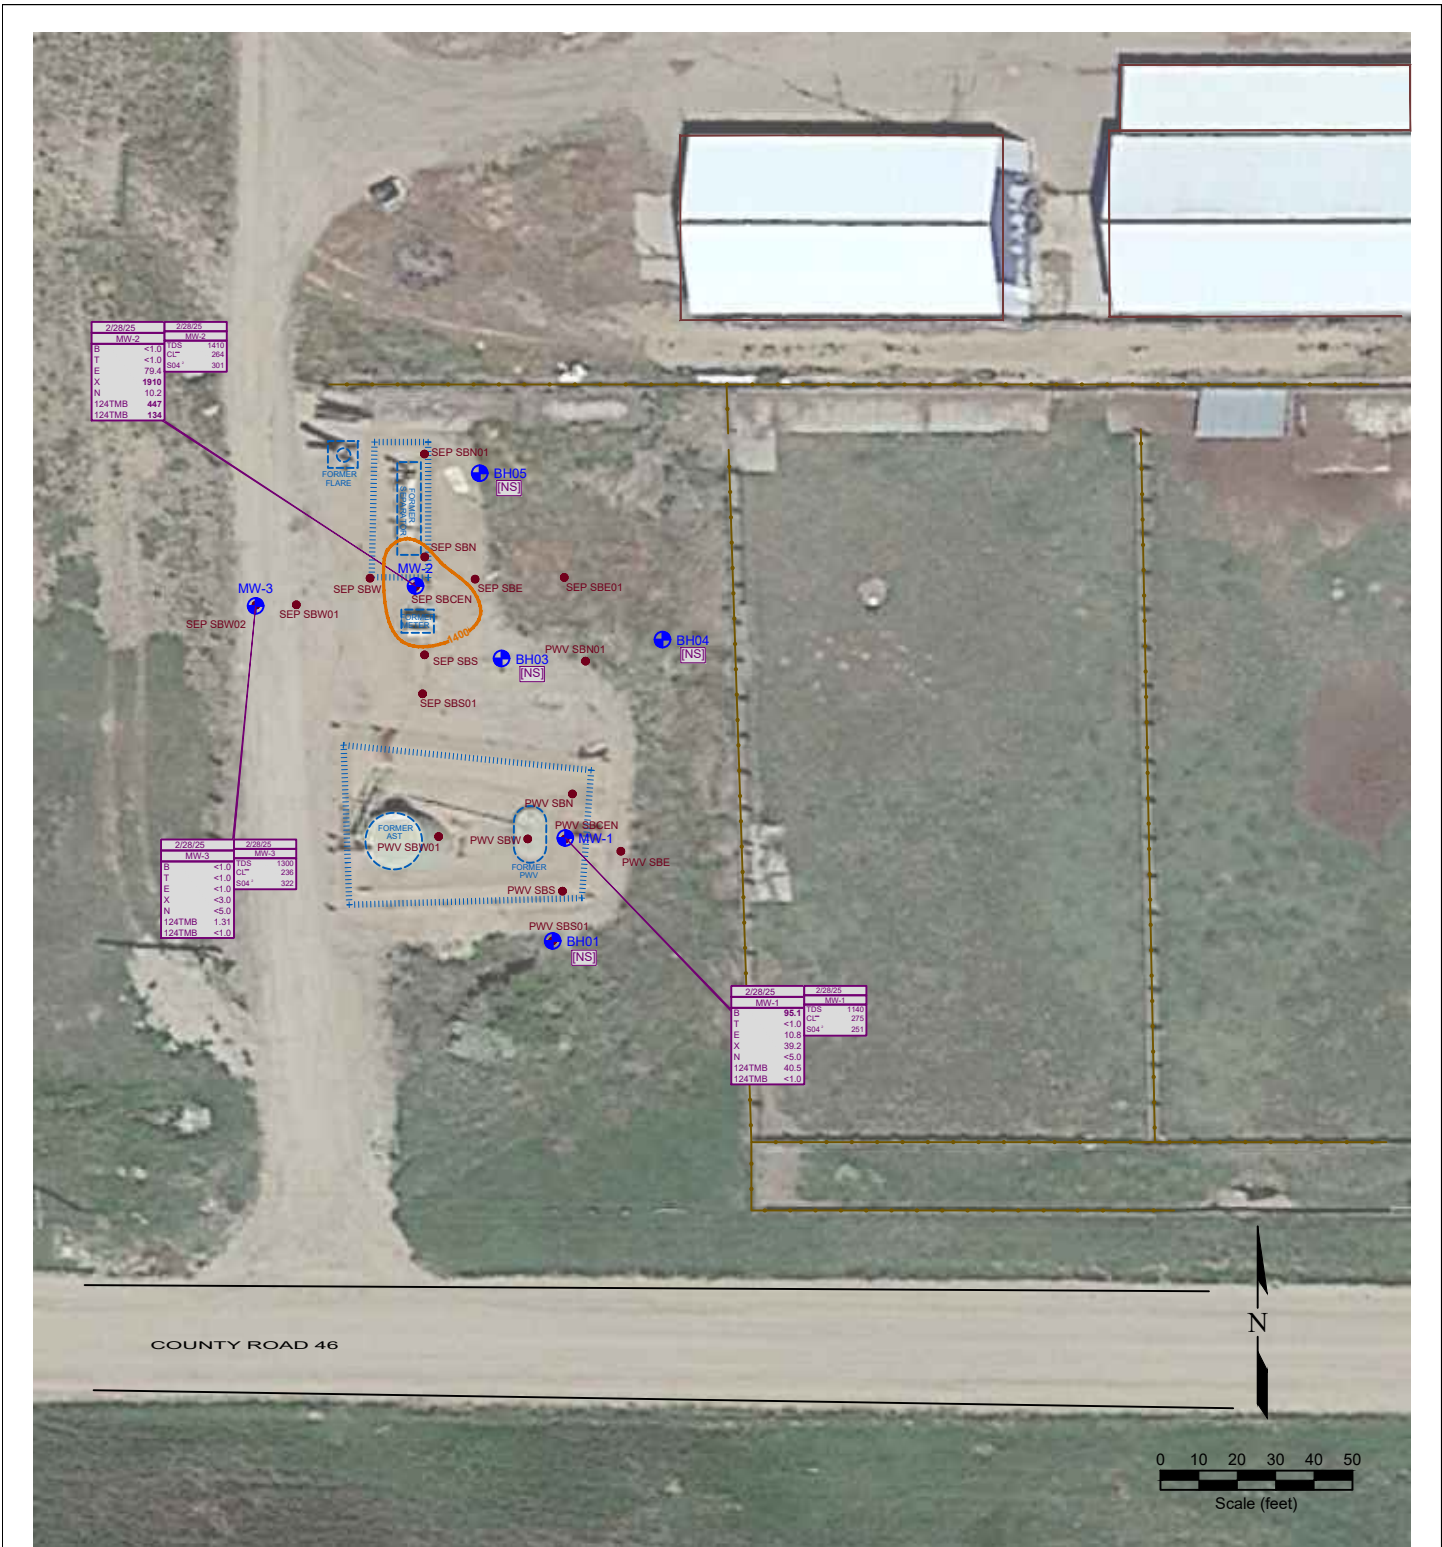 2/28/25 2/28/25
MW-2 MW-2
B <1.0
T <1.0
E 79.4
X 1910
N 10.2
124TMB 447
124TMB 134
TDS 1410
CL⁻ 264
S04⁻ 301
SEP SBN01
BH05
[NS]
FORMER
FLARE
FORMER
SEPARATOR
SEP SBN
MW-2
SEP SBW
SEP SBCEN
SEP SBE
SEP SBE01
MW-3
SEP SBW01
SEP SBW02
FORMER
METER
1400
SEP SBS
BH03
[NS]
PWV SBN01
BH04
[NS]
SEP SBS01
PWV SBN
PWV SBCEN
MW-1
FORMER
AST
PWV SBW01
PWV SBW
PWV SBE
FORMER
PWV
PWV SBS
PWV SBS01
BH01
[NS]
2/28/25 2/28/25
MW-3 MW-3
B <1.0
T <1.0
E <1.0
X <3.0
N <5.0
124TMB 1.31
124TMB <1.0
TDS 1300
CL⁻ 236
S04⁻ 322
2/28/25 2/28/25
MW-1 MW-1
B 95.1
T <1.0
E 10.8
X 39.2
N <5.0
124TMB 40.5
124TMB <1.0
TDS 1140
CL⁻ 275
S04⁻ 251
N
COUNTY ROAD 46
0 10 20 30 40 50
Scale (feet)